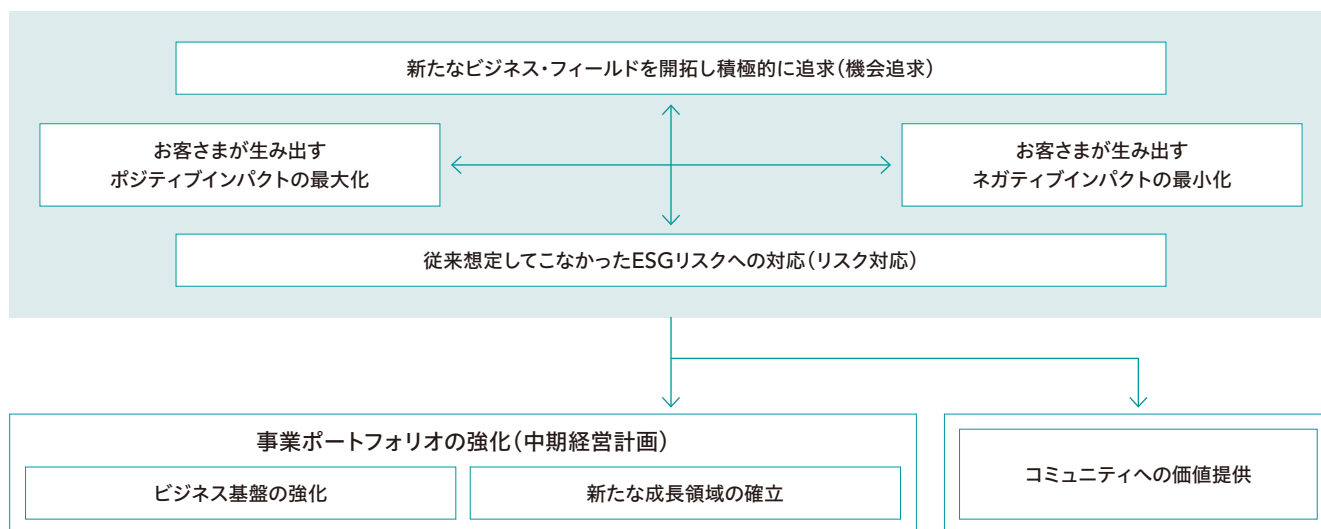 新たなビジネス・フィールドを開拓し積極的に追求(機会追求)
お客さまが生み出す
ポジティブインパクトの最大化
お客さまが生み出す
ネガティブインパクトの最小化
従来想定してこなかったESGリスクへの対応(リスク対応)
事業ポートフォリオの強化(中期経営計画)
ビジネス基盤の強化
新たな成長領域の確立
コミュニティへの価値提供